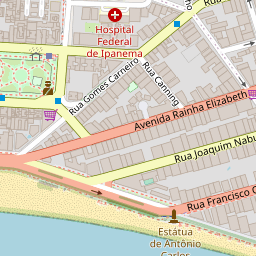 Hospital
Federal
de Ipanema
Rua Gomes Carneiro
Rua Canning
Avenida Rainha Elizabeth
Rua Joaquim Nabu
Rua Francisco O
Estátua
de Antônio
Carlos